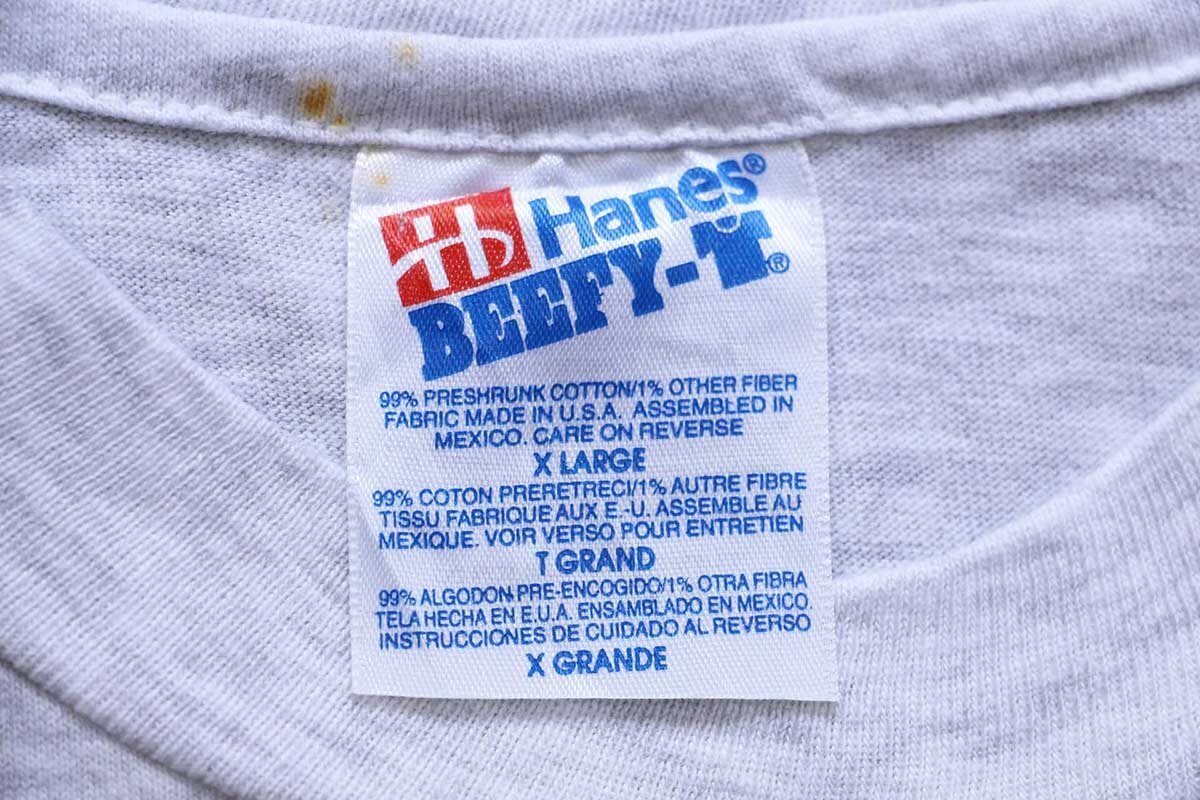 Hanes®
BEEFY-T®
99% PRESHRUNK COTTON/1% OTHER FIBER
FABRIC MADE IN U.S.A. ASSEMBLED IN
MEXICO. CARE ON REVERSE
X LARGE
99% COTON PRERETRECI/1% AUTRE FIBRE
TISSU FABRIQUE AUX E.-U. ASSEMBLE AU
MEXIQUE. VOIR VERSO POUR ENTRETIEN
T GRAND
99% ALGODON PRE-ENCOGIDO/1% OTRA FIBRA
TELA HECHA EN E.U.A. ENSAMBLADO EN MEXICO.
INSTRUCCIONES DE CUIDADO AL REVERSO
X GRANDE